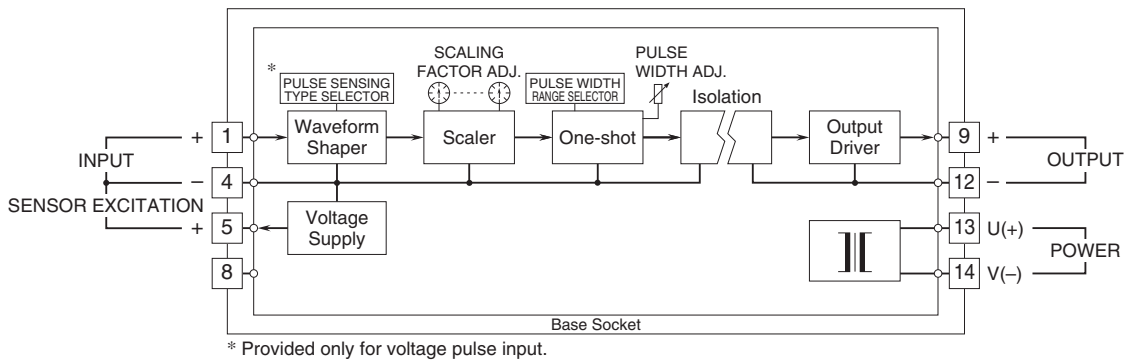 SCALING
FACTOR ADJ.
PULSE
WIDTH ADJ.
*
PULSE SENSING
TYPE SELECTOR
PULSE WIDTH
RANGE SELECTOR
Isolation
INPUT
+ 1
Waveform
Shaper
Scaler
One-shot
Output
Driver
9 +
OUTPUT
− 4
12 −
SENSOR EXCITATION
+ 5
Voltage
Supply
13 U(+)
POWER
8
14 V(–)
Base Socket
* Provided only for voltage pulse input.